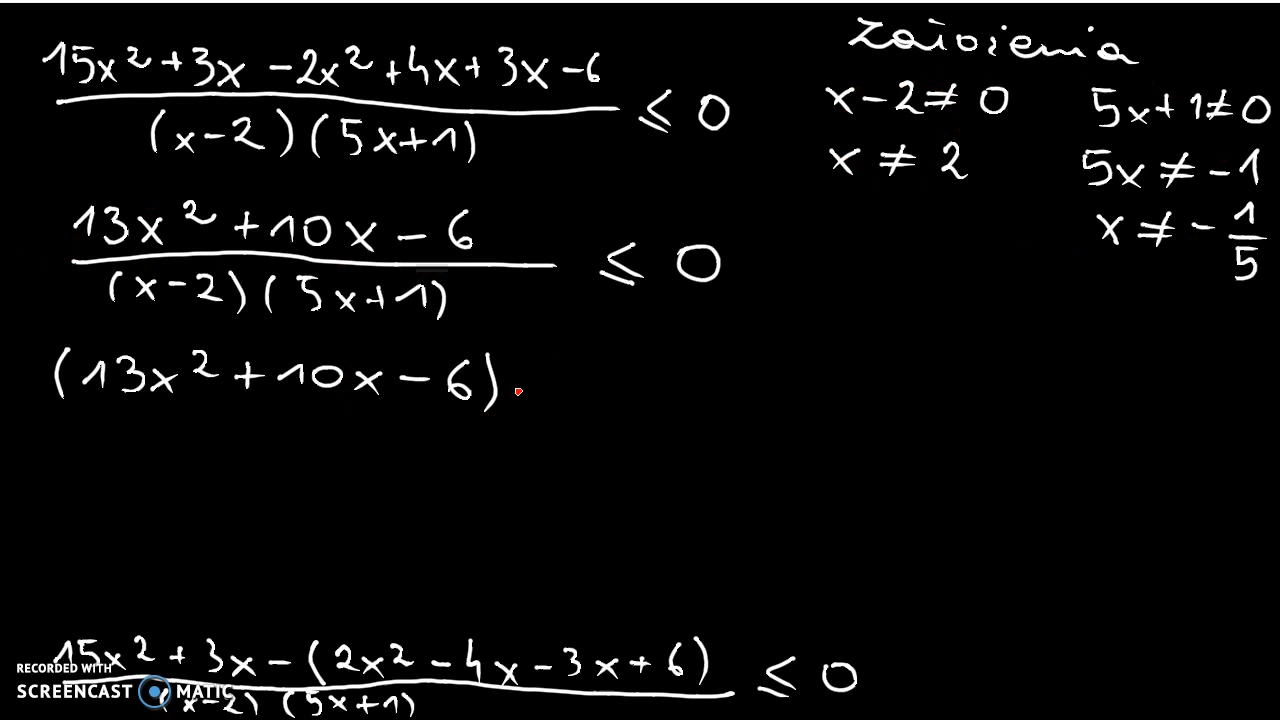 15x² + 3x - 2x² + 4x + 3x - 6
(x-2)(5x+1) ≤ 0
Założenia
x - 2 ≠ 0
5x + 1 ≠ 0
x ≠ 2
5x ≠ -1
x ≠ - 1/5
13x² + 10x - 6
(x-2)(5x+1) ≤ 0
(13x² + 10x - 6) ·
15x² + 3x - (2x² - 4x - 3x + 6) ≤ 0
(x-2) (5x+1)
RECORDED WITH
SCREENCAST MATIC